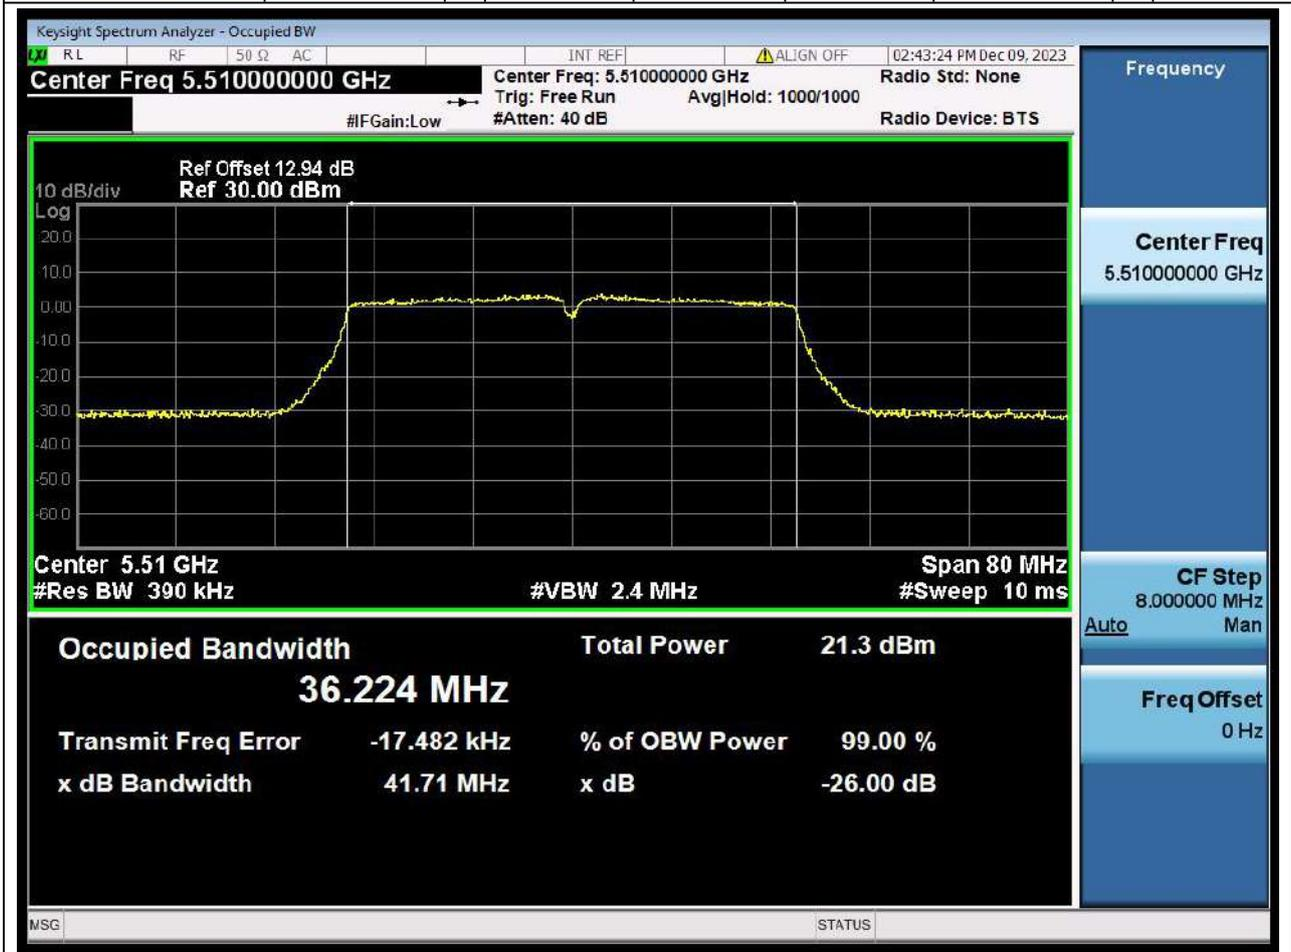 Keysight Spectrum Analyzer - Occupied BW
LXI RL RF 50 Ω AC INT REF ALIGN OFF 02:43:24 PM Dec 09, 2023
Center Freq 5.510000000 GHz
Center Freq: 5.510000000 GHz Radio Std: None
Trig: Free Run Avg|Hold: 1000/1000
#IFGain:Low #Atten: 40 dB Radio Device: BTS
Ref Offset 12.94 dB
10 dB/div Ref 30.00 dBm
Log
20.0
10.0
0.00
-10.0
-20.0
-30.0
-40.0
-50.0
-60.0
Center 5.51 GHz Span 80 MHz
#Res BW 390 kHz #VBW 2.4 MHz #Sweep 10 ms
Occupied Bandwidth Total Power 21.3 dBm
36.224 MHz
Transmit Freq Error -17.482 kHz % of OBW Power 99.00 %
x dB Bandwidth 41.71 MHz x dB -26.00 dB
MSG STATUS
Frequency
Center Freq
5.510000000 GHz
CF Step
8.000000 MHz
Auto Man
Freq Offset
0 Hz